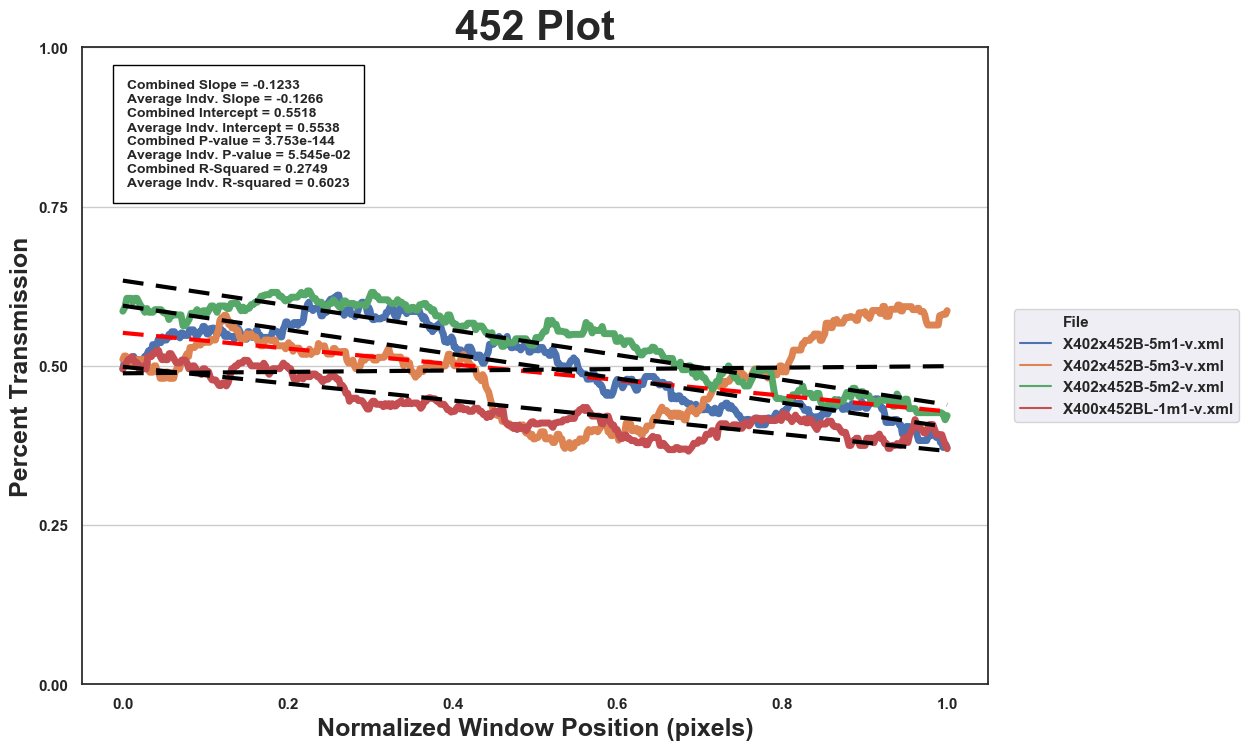 452 Plot
1.00
Combined Slope = -0.1233
Average Indv. Slope = -0.1266
Combined Intercept = 0.5518
Average Indv. Intercept = 0.5538
Combined P-value = 3.753e-144
Average Indv. P-value = 5.545e-02
Combined R-Squared = 0.2749
Average Indv. R-squared = 0.6023
0.75
0.50
0.25
0.00
Percent Transmission
0.0 0.2 0.4 0.6 0.8 1.0
Normalized Window Position (pixels)
File
X402x452B-5m1-v.xml
X402x452B-5m3-v.xml
X402x452B-5m2-v.xml
X400x452BL-1m1-v.xml